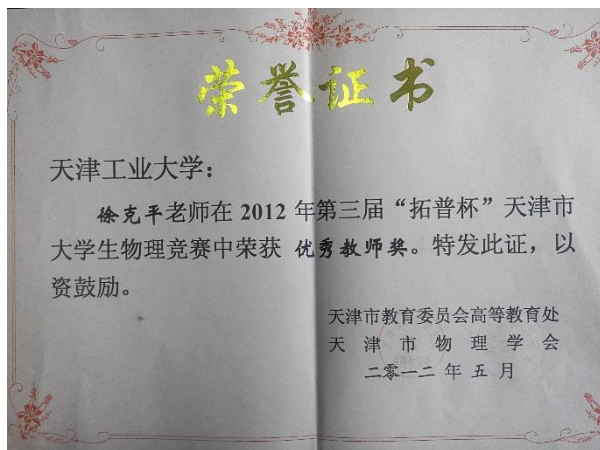 荣誉证书
天津工业大学：
徐克平老师在 2012 年第三届“拓普杯”天津市
大学生物理竞赛中荣获 优秀教师奖。特发此证，以
资鼓励。
天津市教育委员会高等教育处
天津市物理学会
二零一二年五月